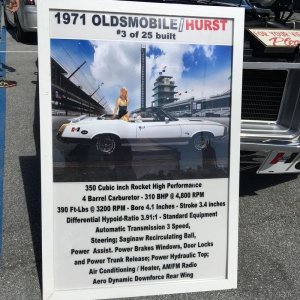 1971 OLDSMOBILE/HURST
#3 of 25 built
350 Cubic inch Rocket High Performance
4 Barrel Carburetor - 310 BHP @ 4,800 RPM
390 Ft-Lbs @ 3200 RPM - Bore 4.1 Inches - Stroke 3.4 inches
Differential Hypoid-Ratio 3.91:1 - Standard Equipment
Automatic Transmission 3 Speed,
Steering; Saginaw Recirculating Ball,
Power Assist. Power Brakes Windows, Door Locks
and Power Trunk Release; Power Hydraulic Top;
Air Conditioning / Heater, AM/FM Radio
Aero Dynamic Downforce Rear Wing